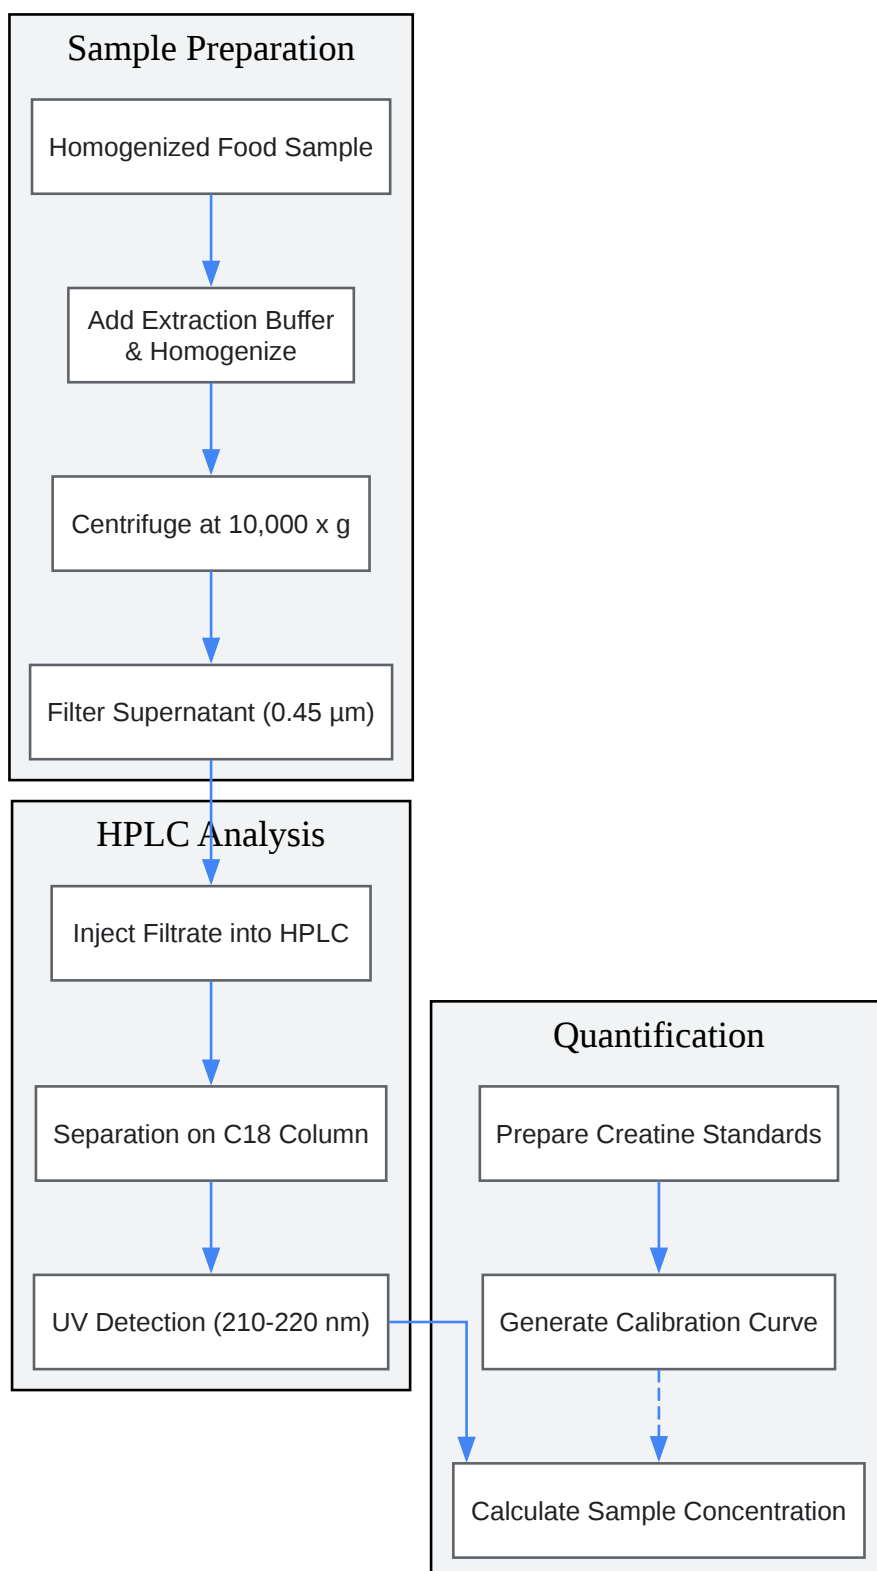 Sample Preparation
Homogenized Food Sample
Add Extraction Buffer
& Homogenize
Centrifuge at 10,000 x g
Filter Supernatant (0.45 µm)
HPLC Analysis
Inject Filtrate into HPLC
Separation on C18 Column
UV Detection (210-220 nm)
Quantification
Prepare Creatine Standards
Generate Calibration Curve
Calculate Sample Concentration